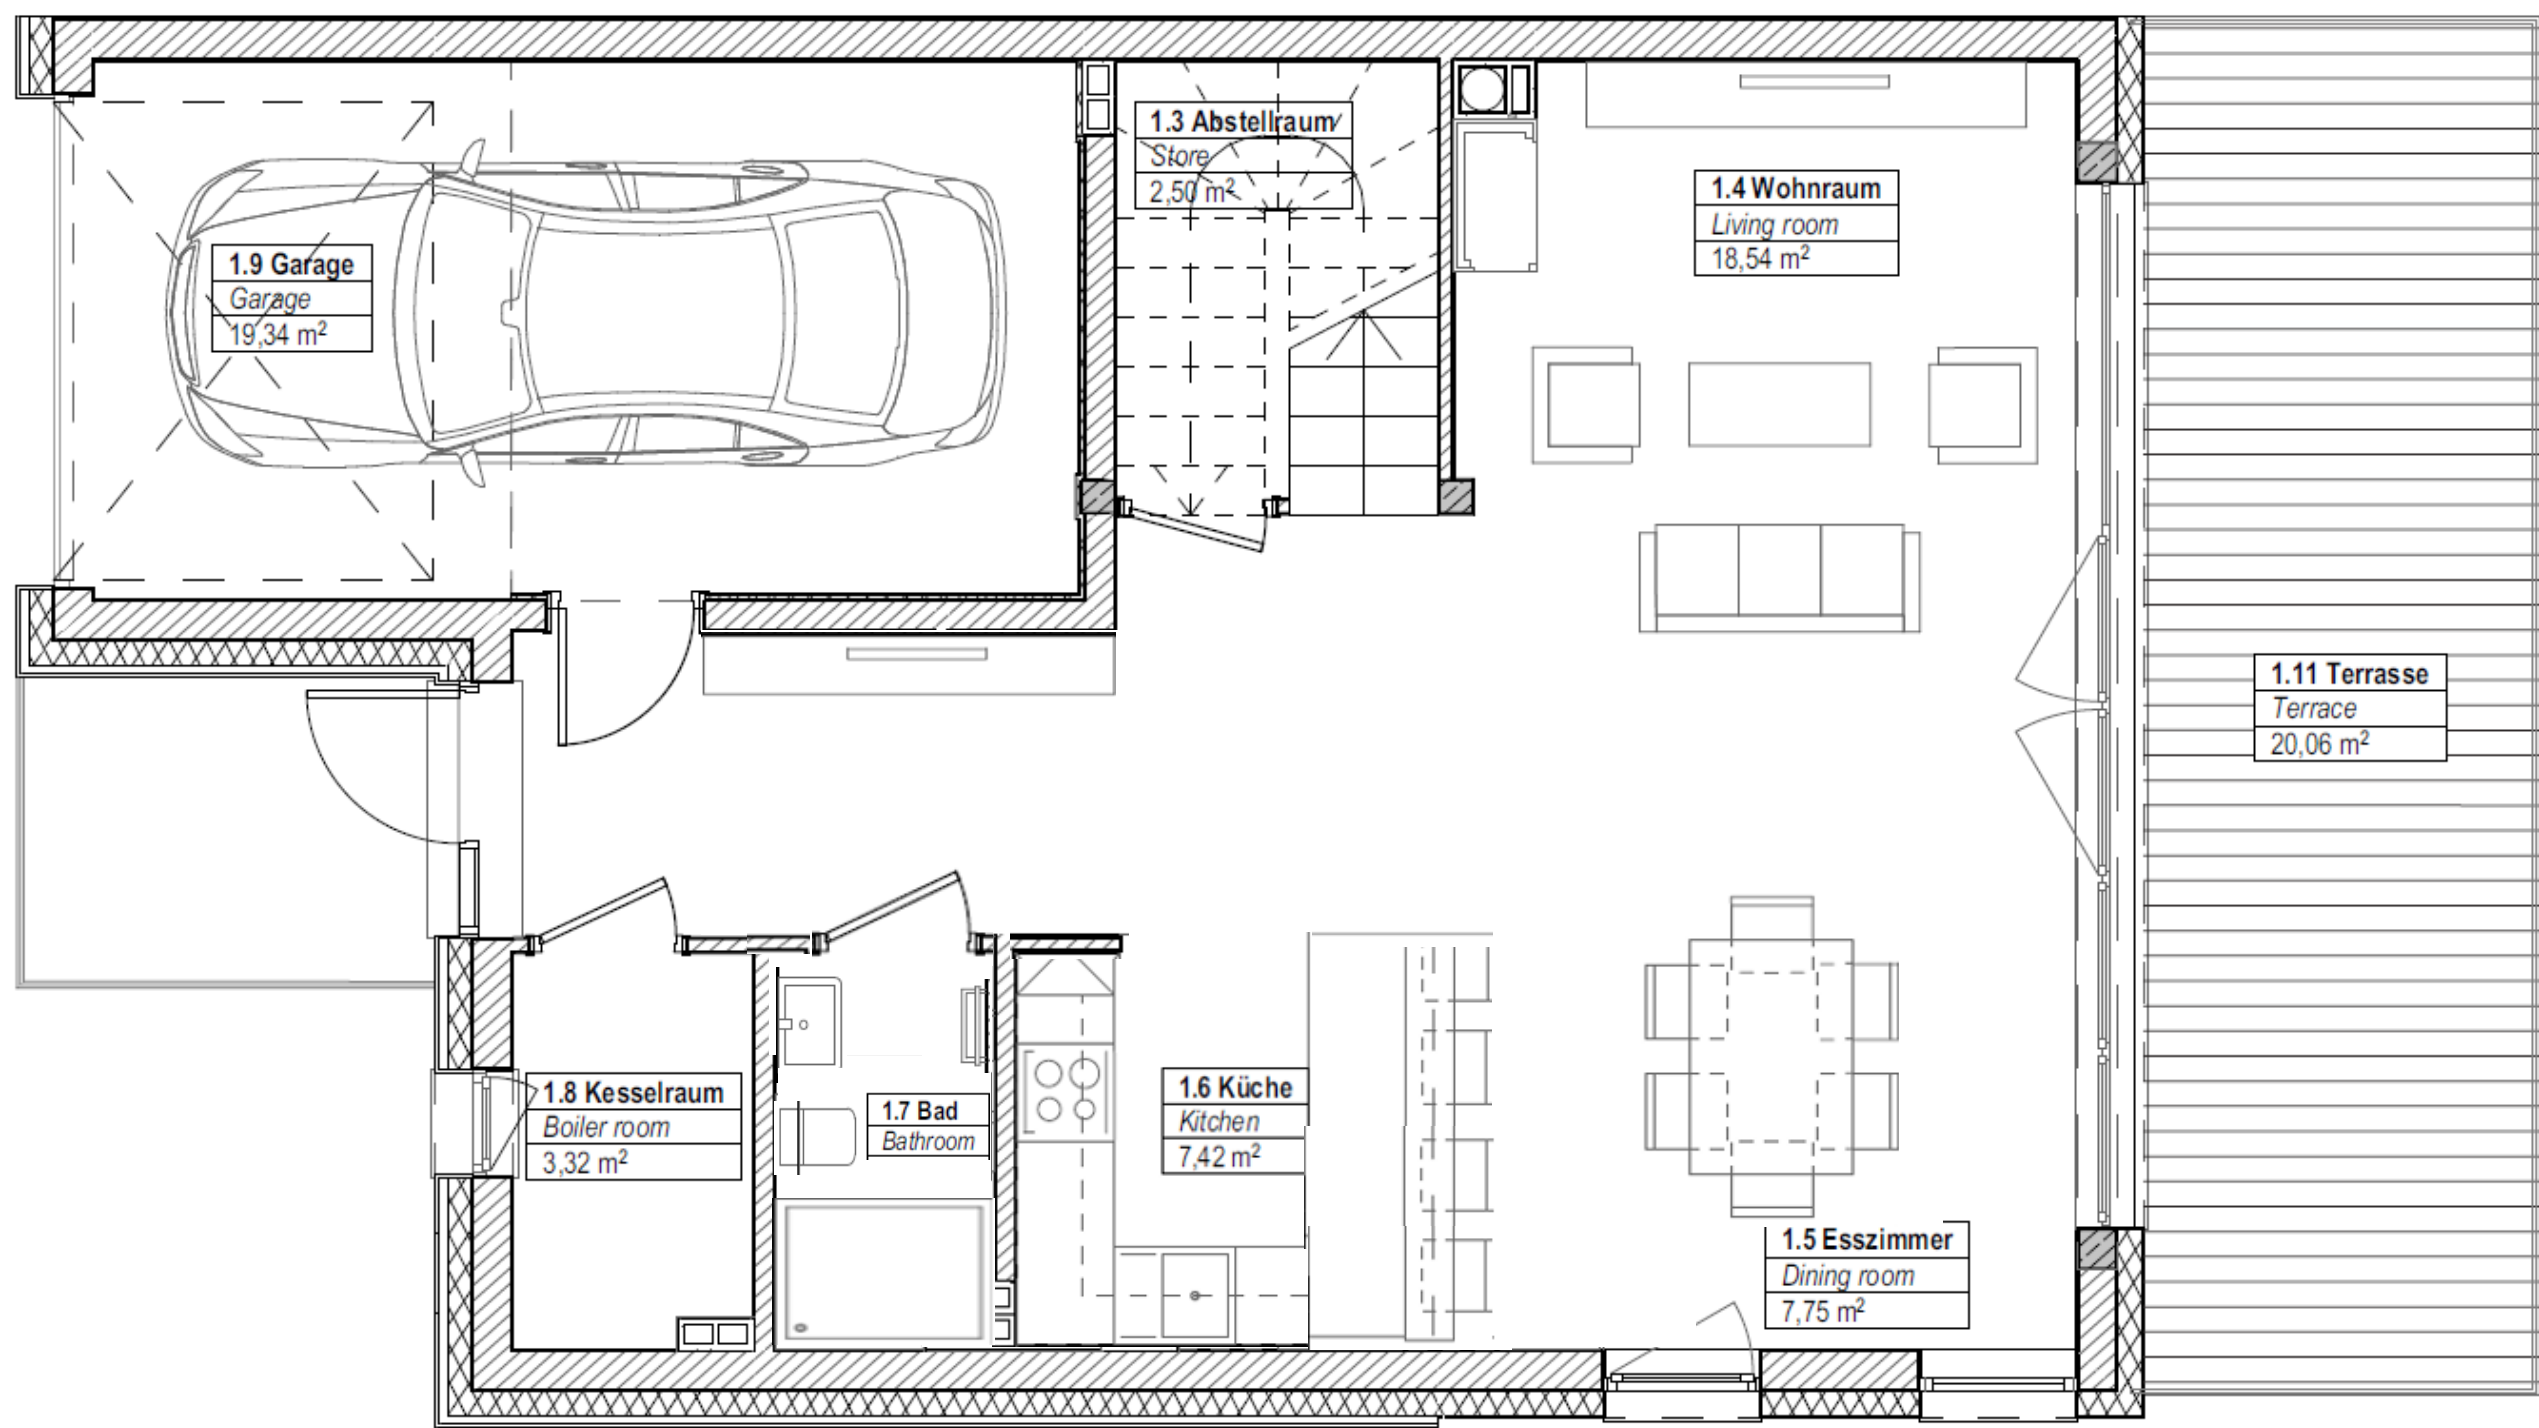 1.3 Abstellraum
Store
2,50 m²
1.4 Wohnraum
Living room
18,54 m²
1.9 Garage
Garage
19,34 m²
1.11 Terrasse
Terrace
20,06 m²
1.8 Kesselraum
Boiler room
3,32 m²
1.7 Bad
Bathroom
1.6 Küche
Kitchen
7,42 m²
1.5 Esszimmer
Dining room
7,75 m²